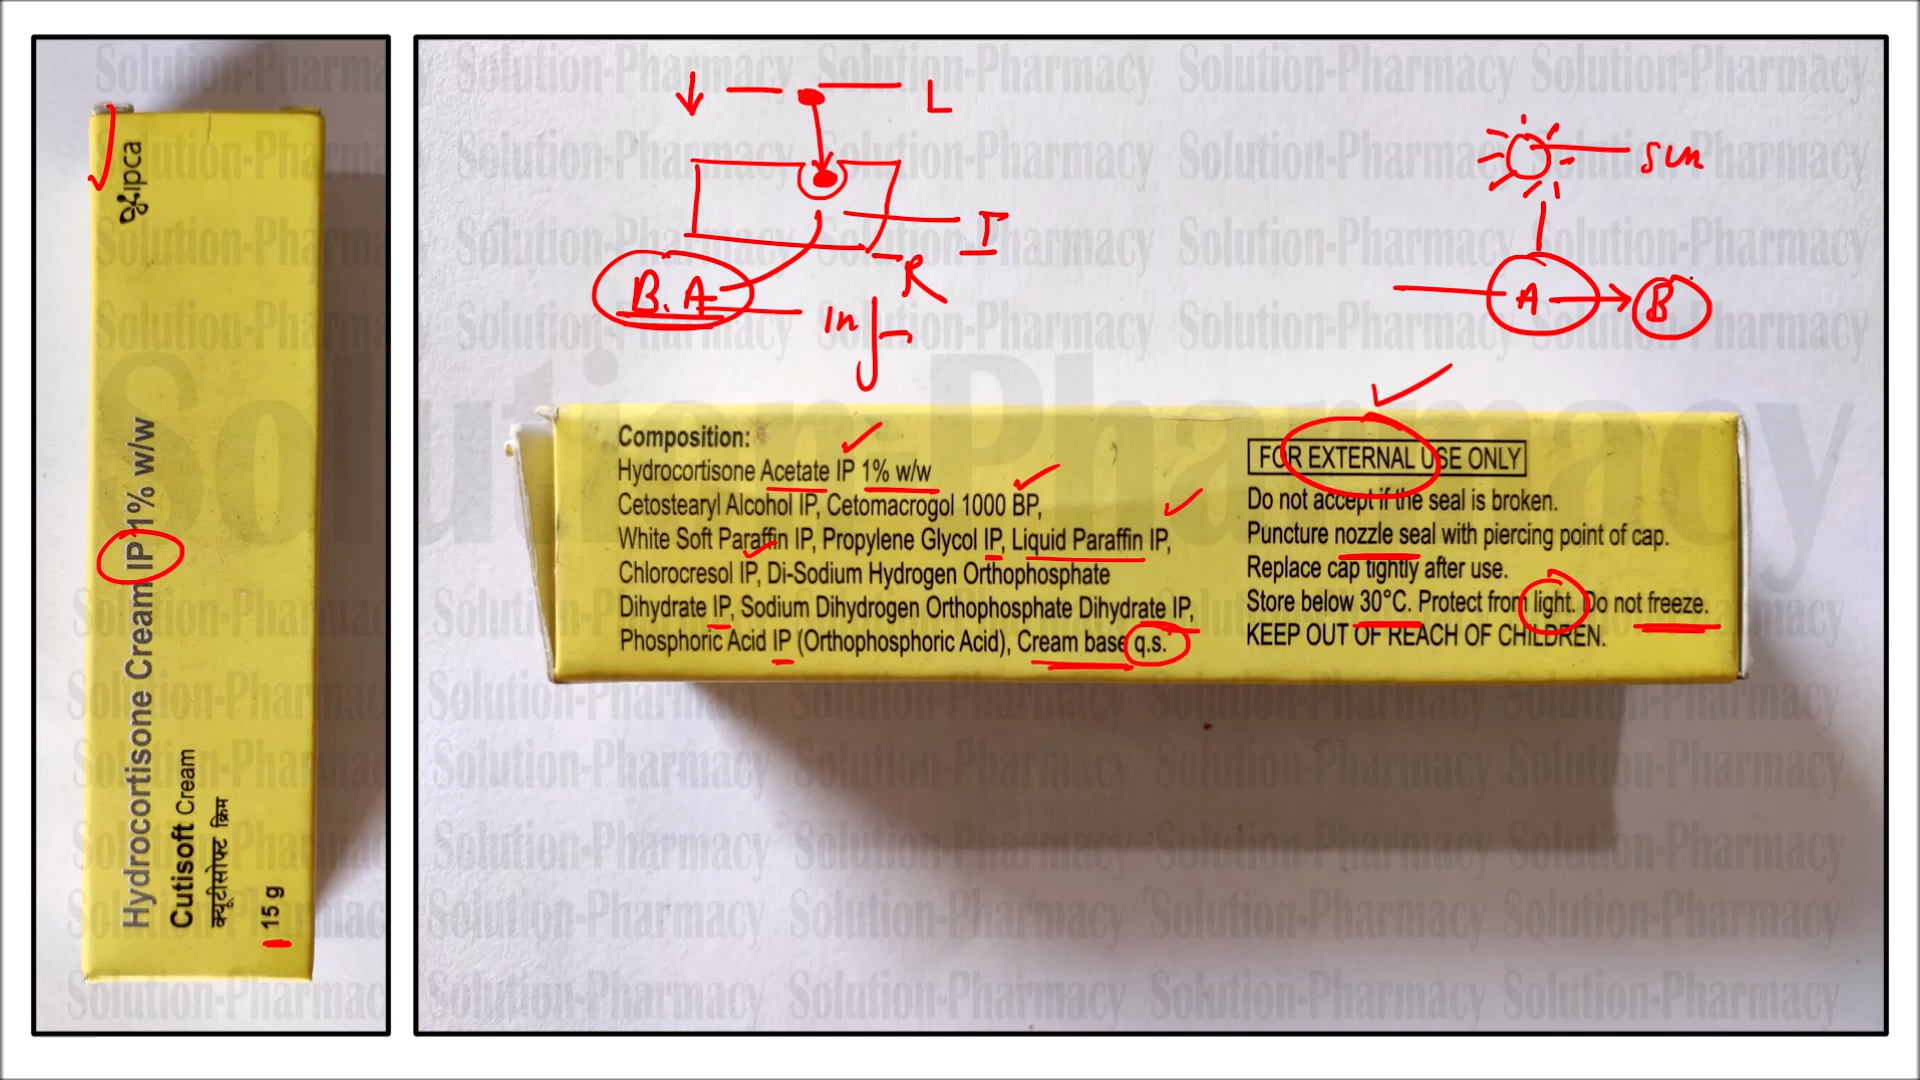 ipca
Hydrocortisone Cream IP 1% w/w
Cutisoft Cream
क्यूटीसोफ्ट क्रिम
15 g
L
I
R
B.A
Sun
A
B
Composition:
Hydrocortisone Acetate IP 1% w/w
Cetostearyl Alcohol IP, Cetomacrogol 1000 BP,
White Soft Paraffin IP, Propylene Glycol IP, Liquid Paraffin IP,
Chlorocresol IP, Di-Sodium Hydrogen Orthophosphate
Dihydrate IP, Sodium Dihydrogen Orthophosphate Dihydrate IP,
Phosphoric Acid IP (Orthophosphoric Acid), Cream base q.s.
FOR EXTERNAL USE ONLY
Do not accept if the seal is broken.
Puncture nozzle seal with piercing point of cap.
Replace cap tightly after use.
Store below 30°C. Protect from light. Do not freeze.
KEEP OUT OF REACH OF CHILDREN.
Solution-Pharmacy